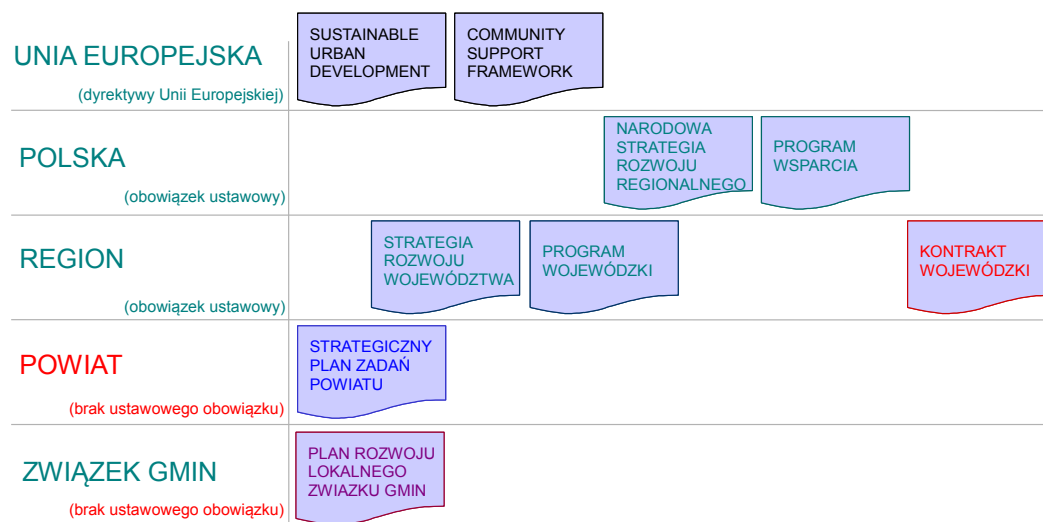 UNIA EUROPEJSKA
(dyrektywy Unii Europejskiej)
SUSTAINABLE
URBAN
DEVELOPMENT
COMMUNITY
SUPPORT
FRAMEWORK
POLSKA
(obowiązek ustawowy)
NARODOWA
STRATEGIA
ROZWOJU
REGIONALNEGO
PROGRAM
WSPARCIA
REGION
(obowiązek ustawowy)
STRATEGIA
ROZWOJU
WOJEWÓDZTWA
PROGRAM
WOJEWÓDZKI
KONTRAKT
WOJEWÓDZKI
POWIAT
(brak ustawowego obowiązku)
STRATEGICZNY
PLAN ZADAŃ
POWIATU
ZWIĄZEK GMIN
(brak ustawowego obowiązku)
PLAN ROZWOJU
LOKALNEGO
ZWIAZKU GMIN